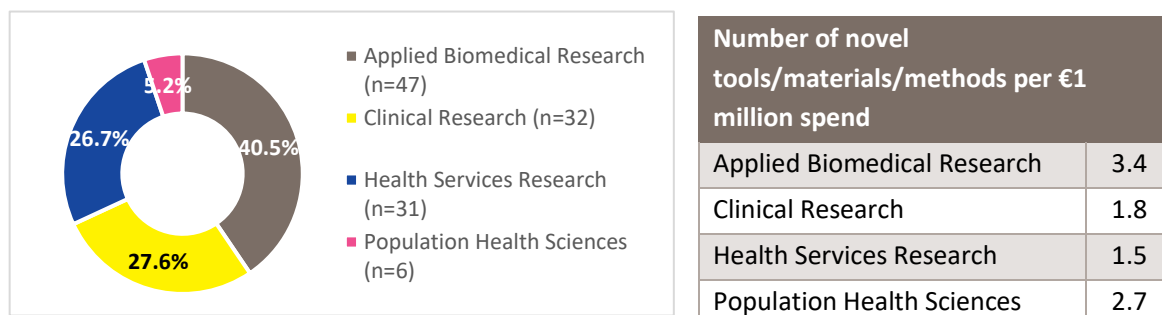 5.2%
26.7%
40.5%
27.6%
Applied Biomedical Research
(n=47)
Clinical Research (n=32)
Health Services Research
(n=31)
Population Health Sciences
(n=6)
Number of novel
tools/materials/methods per €1
million spend
Applied Biomedical Research 3.4
Clinical Research 1.8
Health Services Research 1.5
Population Health Sciences 2.7